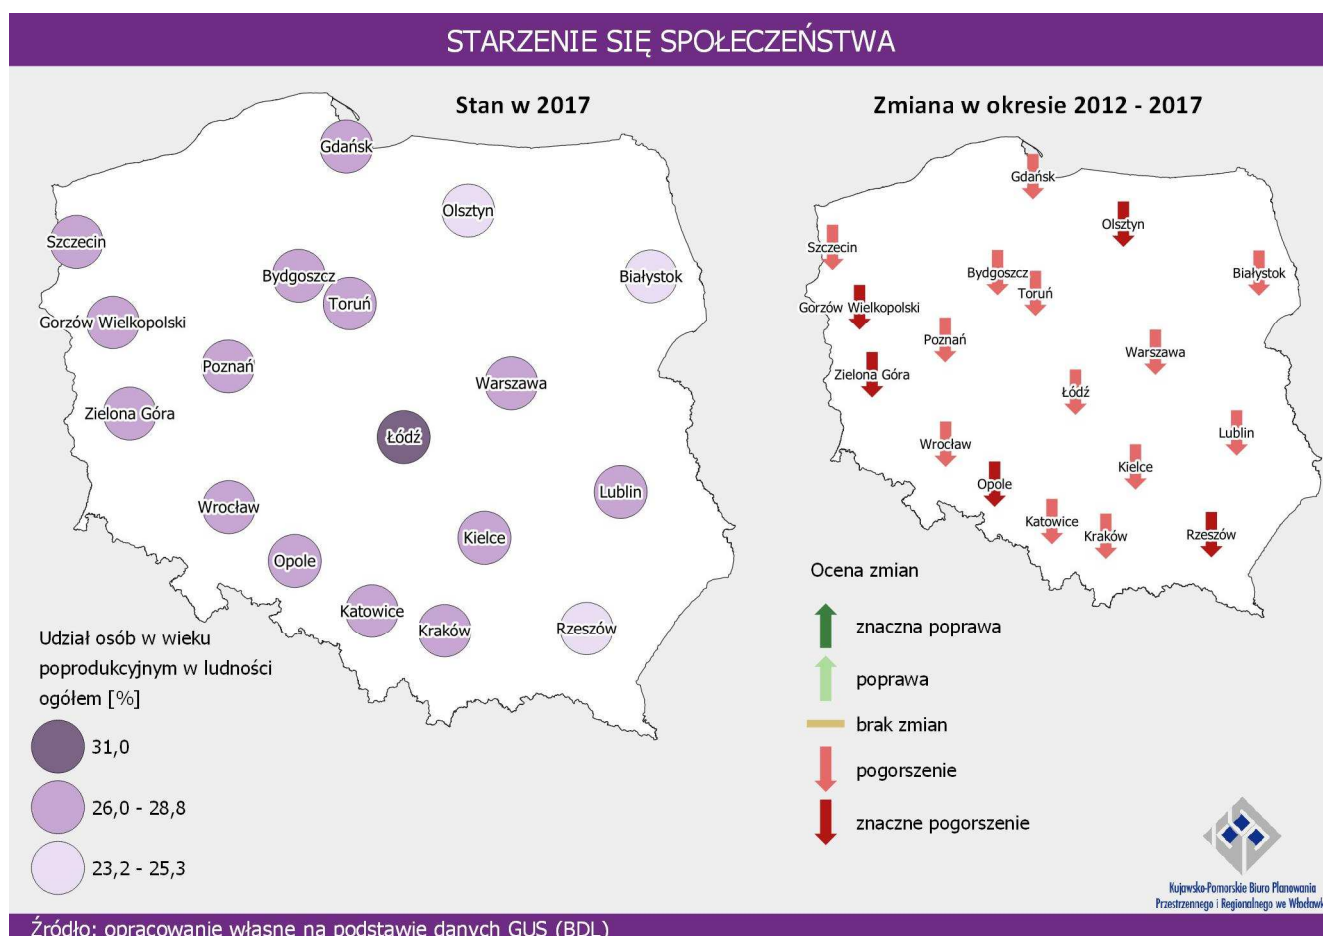 STARZENIE SIĘ SPOŁECZEŃSTWA
Stan w 2017
Gdańsk
Olsztyn
Szczecin
Bydgoszcz
Toruń
Białystok
Gorzów Wielkopolski
Poznań
Warszawa
Zielona Góra
Łódź
Wrocław
Lublin
Kielce
Opole
Katowice
Kraków
Rzeszów
Udział osób w wieku
poprodukcyjnym w ludności
ogółem [%]
31,0
26,0 - 28,8
23,2 - 25,3
Zmiana w okresie 2012 - 2017
Gdańsk
Olsztyn
Szczecin
Bydgoszcz
Toruń
Białystok
Gorzów Wielkopolski
Poznań
Warszawa
Zielona Góra
Łódź
Wrocław
Lublin
Kielce
Opole
Katowice
Kraków
Rzeszów
Ocena zmian
znaczna poprawa
poprawa
brak zmian
pogorszenie
znaczne pogorszenie
Kujawsko-Pomorskie Biuro Planowania
Przestrzennego i Regionalnego we Włocławk
Źródło: opracowanie własne na podstawie danych GUS (BDL)